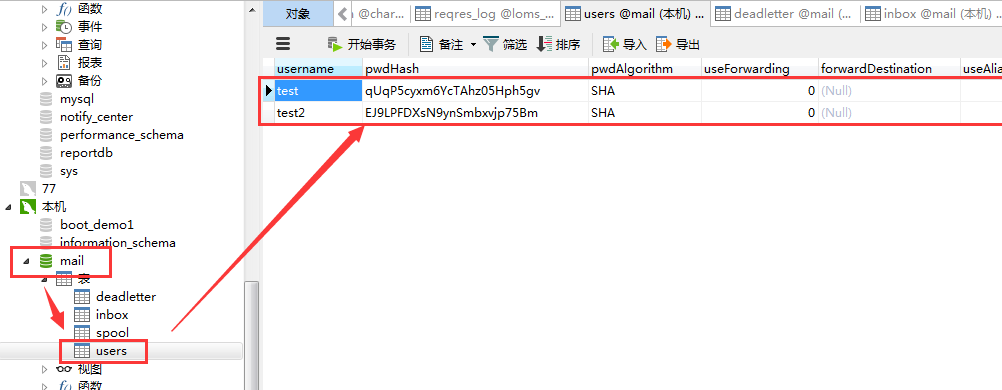 函数
事件
查询
报表
备份
mysql
notify_center
performance_schema
reportdb
sys
77
本机
boot_demo1
information_schema
mail
表
deadletter
inbox
spool
users
视图
函数
对象 @char... reqres_log @loms_... users @mail (本机) ... deadletter @mail (本机) ... inbox @mail (本机) ...
开始事务 备注 筛选 排序 导入 导出
username pwdHash pwdAlgorithm useForwarding forwardDestination useAlia
test qUqP5cyxm6YcTAhz05Hph5gv SHA 0 (Null)
test2 EJ9LPFDXsN9ynSmbxvjp75Bm SHA 0 (Null)